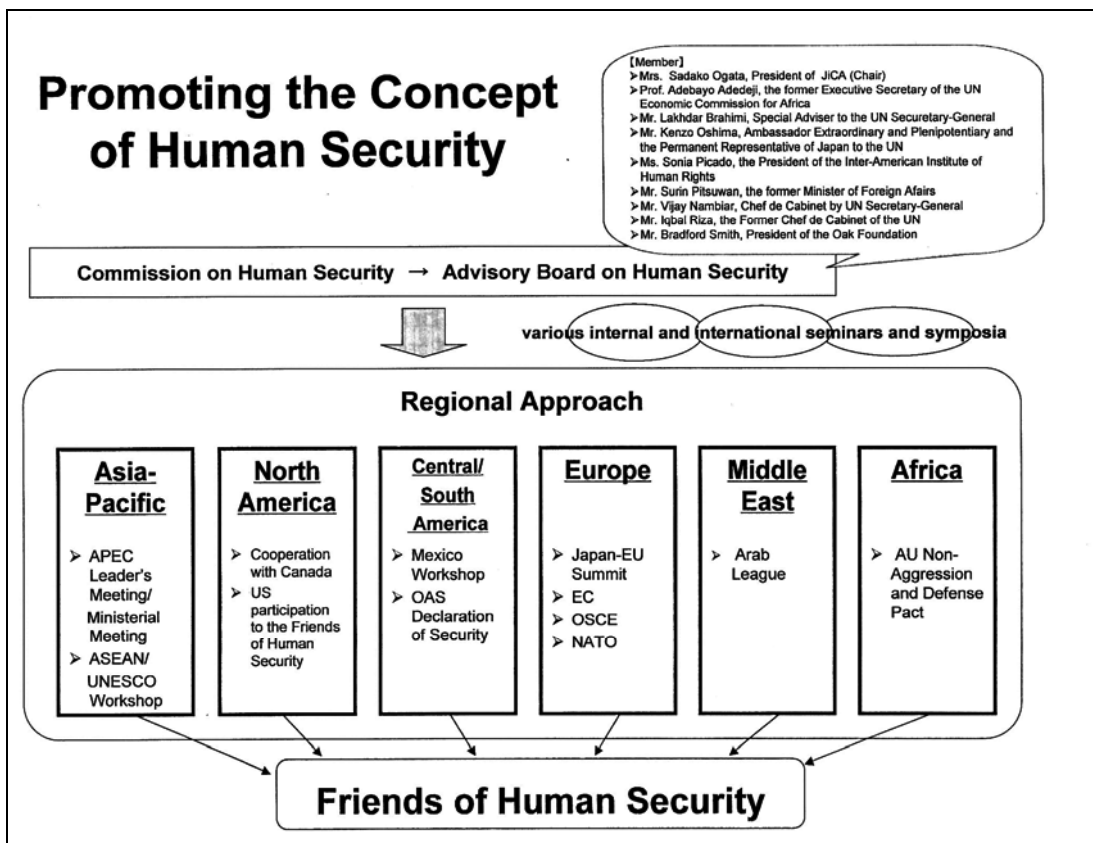 Promoting the Concept
of Human Security
【Member】
➢Mrs. Sadako Ogata, President of JiCA (Chair)
➢Prof. Adebayo Adedeji, the former Executive Secretary of the UN
Economic Commission for Africa
➢Mr. Lakhdar Brahimi, Special Adviser to the UN Securetary-General
➢Mr. Kenzo Oshima, Ambassador Extraordinary and Plenipotentiary and
the Permanent Representative of Japan to the UN
➢Ms. Sonia Picado, the President of the Inter-American Institute of
Human Rights
➢Mr. Surin Pitsuwan, the former Minister of Foreign Afairs
➢Mr. Vijay Nambiar, Chef de Cabinet by UN Secretary-General
➢Mr. Iqbal Riza, the Former Chef de Cabinet of the UN
➢Mr. Bradford Smith, President of the Oak Foundation
Commission on Human Security → Advisory Board on Human Security
various internal and international seminars and symposia
Regional Approach
Asia-
Pacific
➢ APEC
Leader's
Meeting/
Ministerial
Meeting
➢ ASEAN/
UNESCO
Workshop
North
America
➢ Cooperation
with Canada
➢ US
participation
to the Friends
of Human
Security
Central/
South
America
➢ Mexico
Workshop
➢ OAS
Declaration
of Security
Europe
➢ Japan-EU
Summit
➢ EC
➢ OSCE
➢ NATO
Middle
East
➢ Arab
League
Africa
➢ AU Non-
Aggression
and Defense
Pact
Friends of Human Security